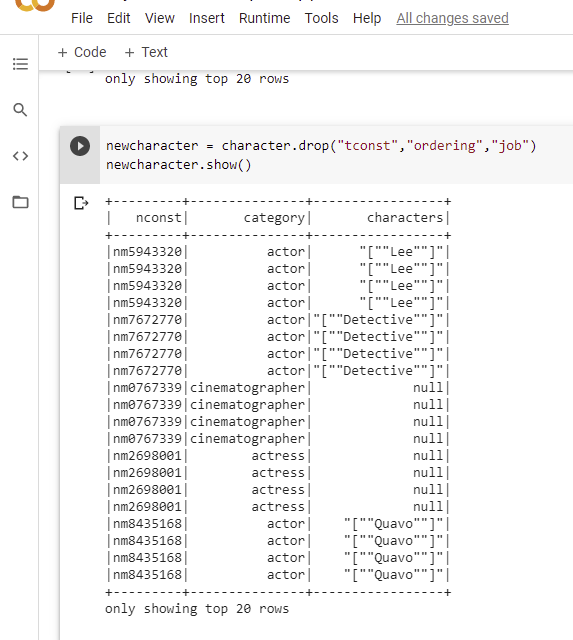 File Edit View Insert Runtime Tools Help All changes saved
+ Code + Text
only showing top 20 rows
newcharacter = character.drop("tconst","ordering","job")
newcharacter.show()
+---------+---------------+-----------------+
|   nconst|       category|       characters|
+---------+---------------+-----------------+
|nm5943320|          actor|      "[""Lee""]"|
|nm5943320|          actor|      "[""Lee""]"|
|nm5943320|          actor|      "[""Lee""]"|
|nm5943320|          actor|      "[""Lee""]"|
|nm7672770|          actor|"[""Detective""]"|
|nm7672770|          actor|"[""Detective""]"|
|nm7672770|          actor|"[""Detective""]"|
|nm7672770|          actor|"[""Detective""]"|
|nm0767339|cinematographer|             null|
|nm0767339|cinematographer|             null|
|nm0767339|cinematographer|             null|
|nm0767339|cinematographer|             null|
|nm2698001|        actress|             null|
|nm2698001|        actress|             null|
|nm2698001|        actress|             null|
|nm2698001|        actress|             null|
|nm8435168|          actor|    "[""Quavo""]"|
|nm8435168|          actor|    "[""Quavo""]"|
|nm8435168|          actor|    "[""Quavo""]"|
|nm8435168|          actor|    "[""Quavo""]"|
+---------+---------------+-----------------+
only showing top 20 rows